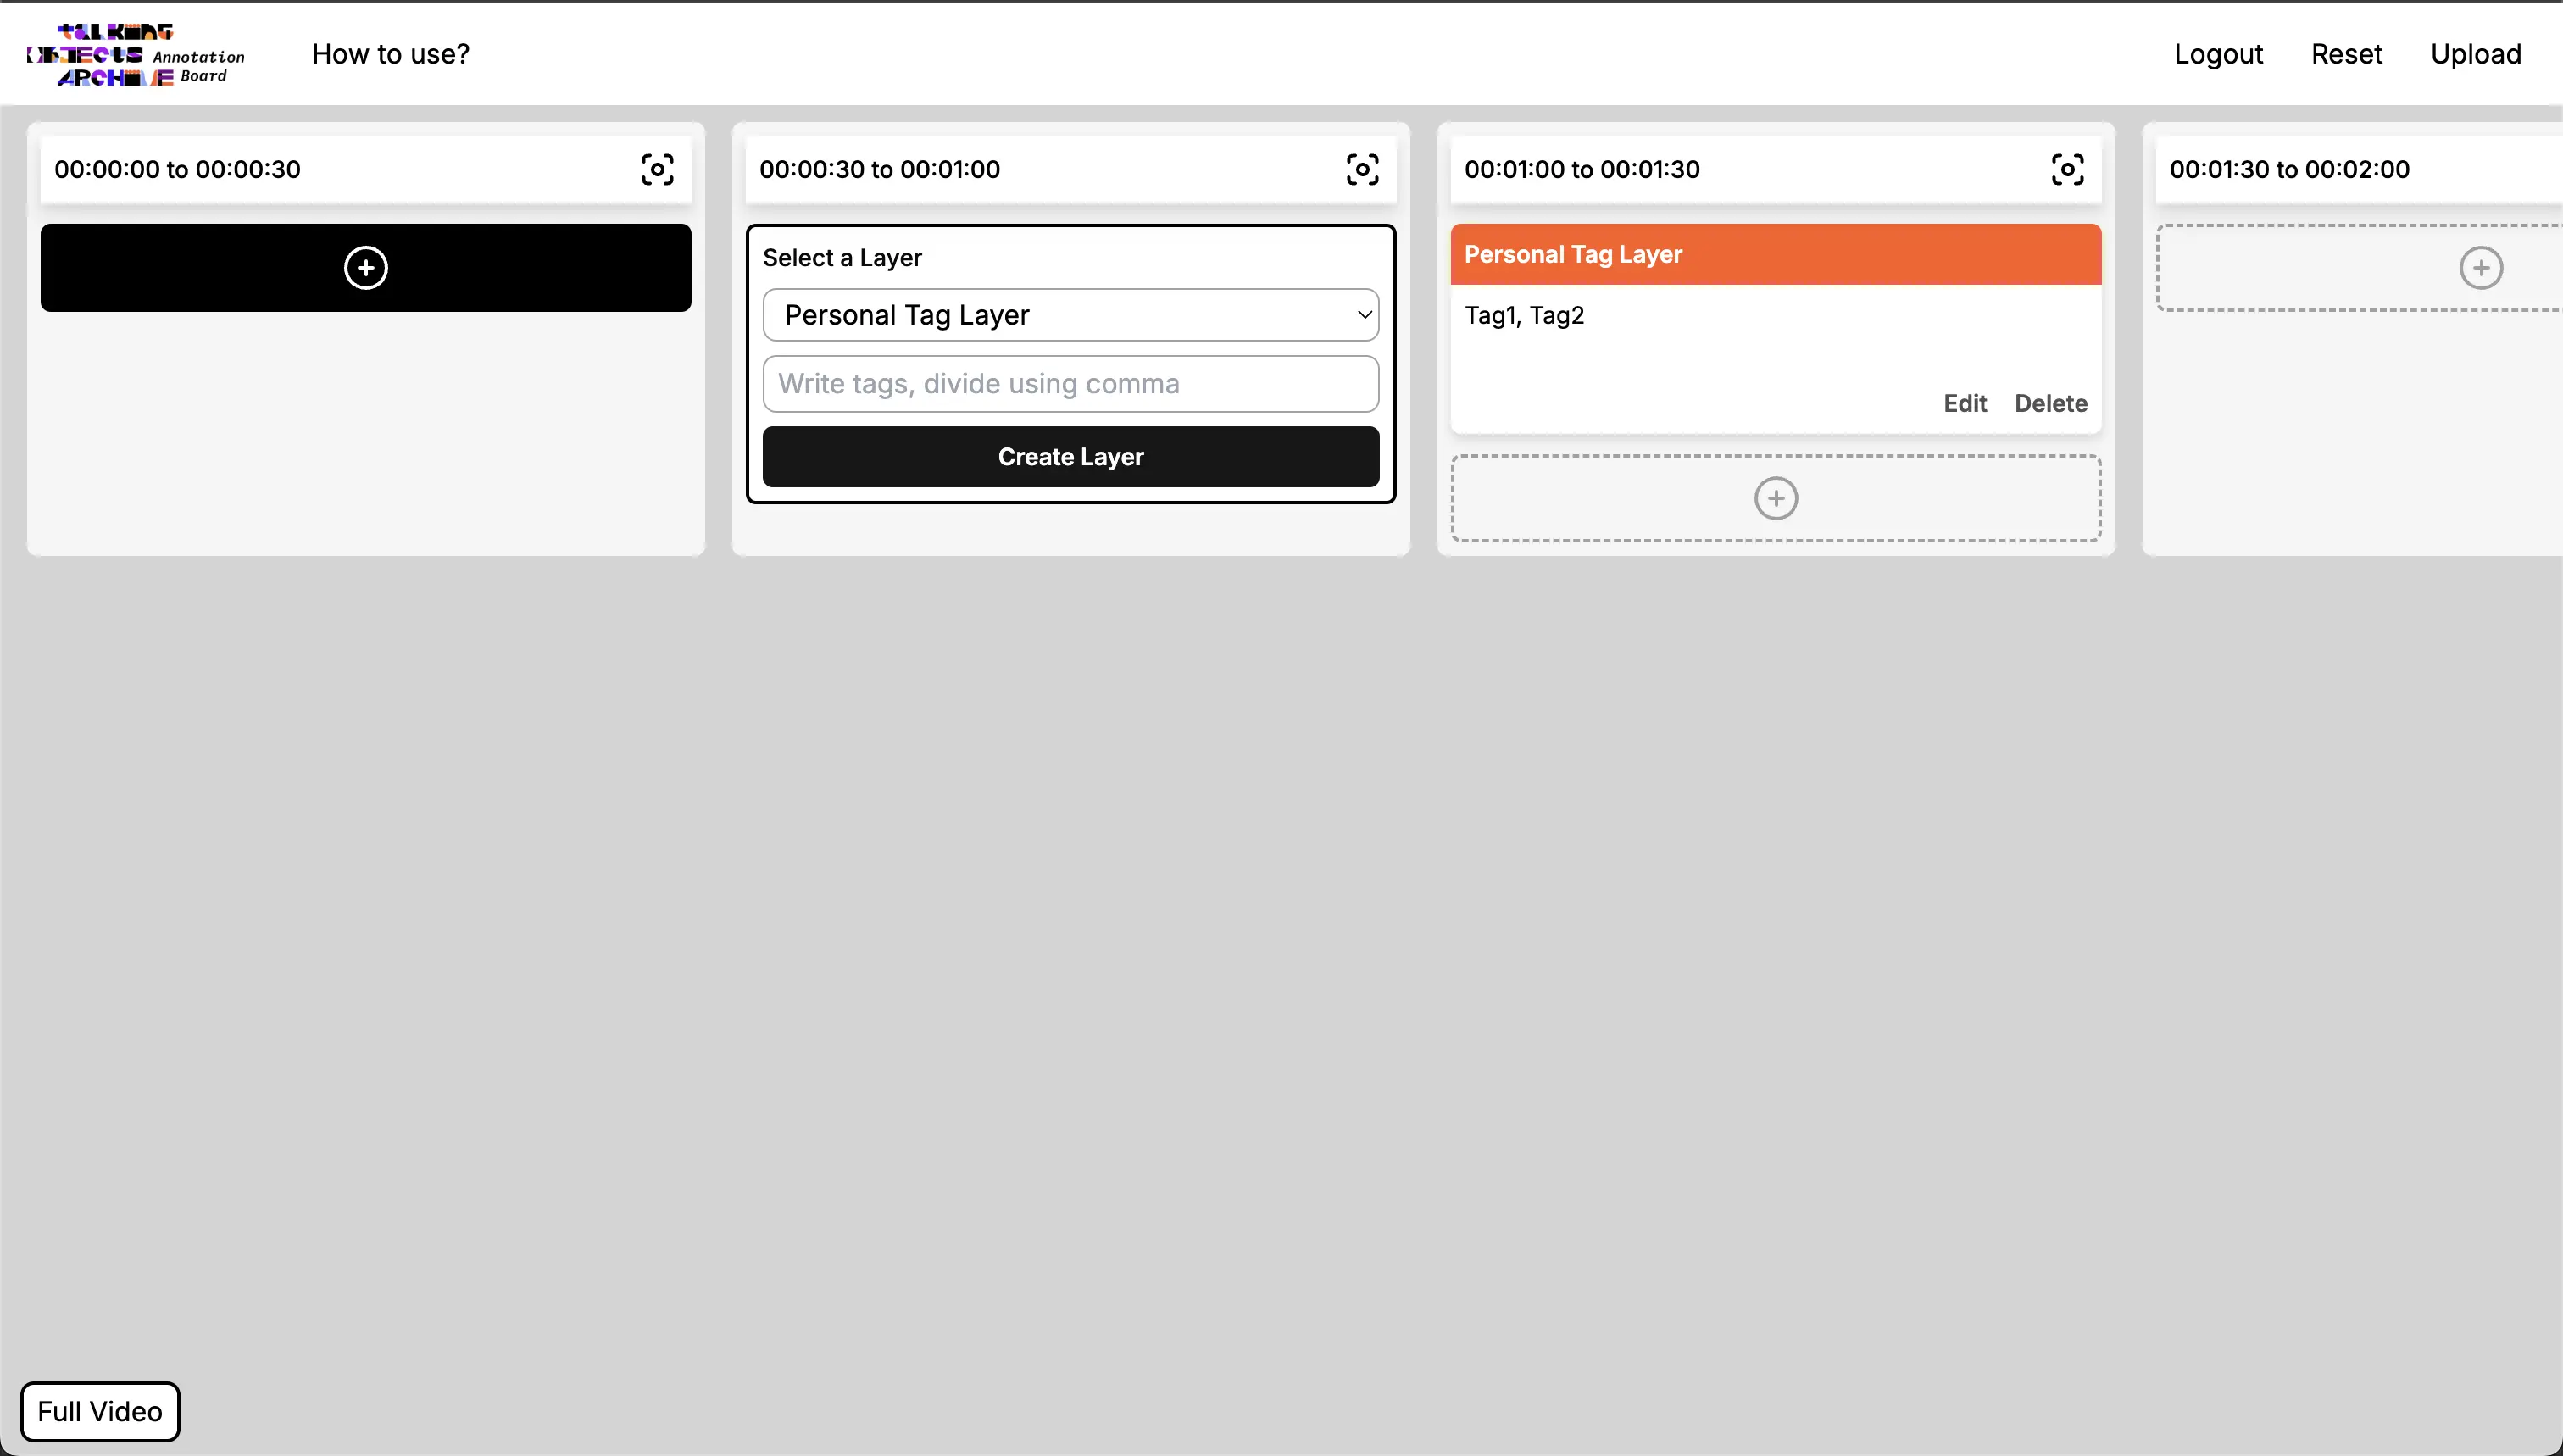 TALKING
OBJECTS Annotation
ARCHIVE Board
How to use?
Logout
Reset
Upload
00:00:00 to 00:00:30
00:00:30 to 00:01:00
Select a Layer
Personal Tag Layer
Write tags, divide using comma
Create Layer
00:01:00 to 00:01:30
Personal Tag Layer
Tag1, Tag2
Edit
Delete
00:01:30 to 00:02:00
Full Video